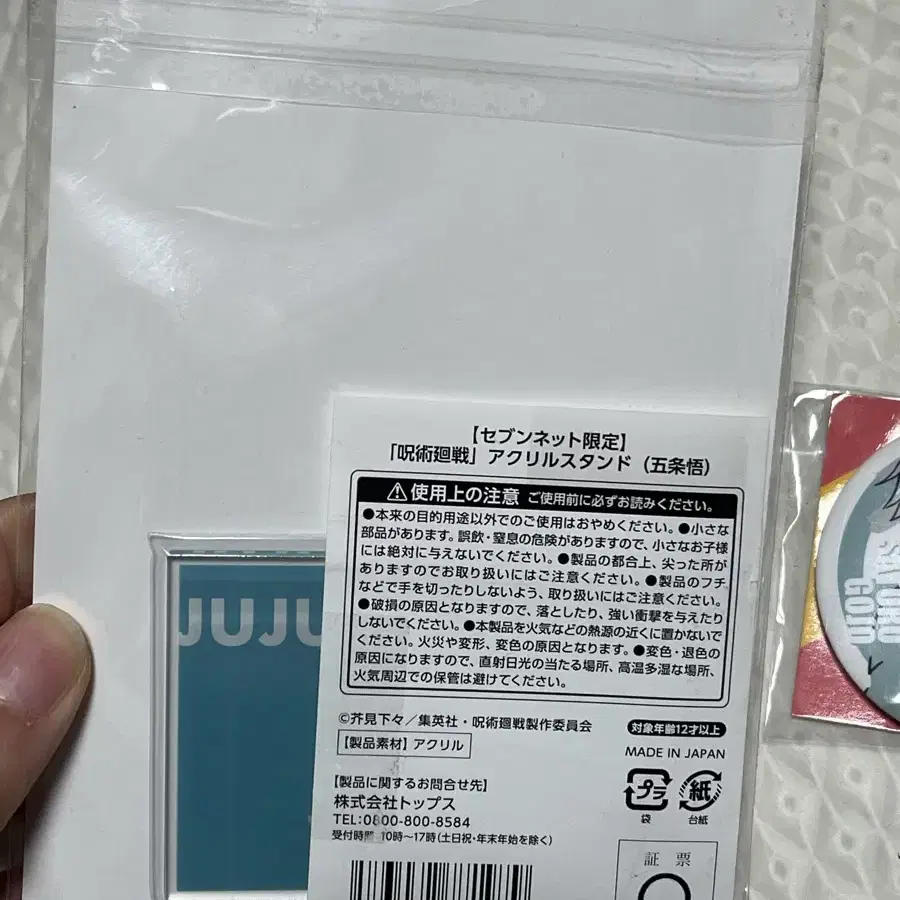 【セブンネット限定】
「呪術廻戦」アクリルスタンド（五条悟）
使用上の注意 ご使用前に必ずお読みください。
●本来の目的用途以外でのご使用はおやめください。●小さな
部品があります。誤飲・窒息の危険がありますので、小さなお子様
には絶対に与えないでください。●製品の都合上、尖った所が
ありますのでお取り扱いにはご注意ください。●製品のフチ
などで手を切ったりしないよう、取り扱いにはご注意ください。
●破損の原因となりますので、落としたり、強い衝撃を与えたり
しないでください。●本製品を火気などの熱源の近くに置かないで
ください。火災や変形、変色の原因となります。●変色・退色の
原因になりますので、直射日光の当たる場所、高温多湿な場所、
火気周辺での保管は避けてください。
©芥見下々／集英社・呪術廻戦製作委員会
対象年齢12才以上
【製品素材】アクリル
MADE IN JAPAN
プラ
紙
袋
台紙
【製品に関するお問合せ先】
株式会社トップス
TEL:0800-800-8584
受付時間 10時～17時(土日祝・年末年始を除く)
証票
JUJU
SATORU
GOJO